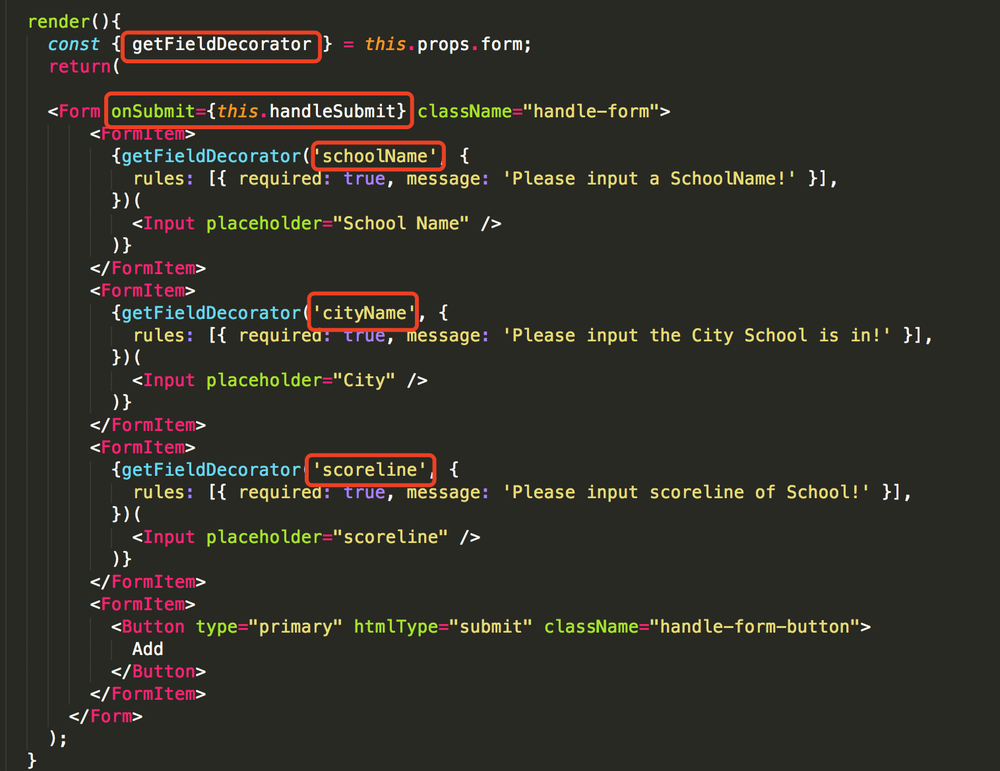 render(){
const { getFieldDecorator } = this.props.form;
return(
<Form onSubmit={this.handleSubmit} className="handle-form">
<FormItem>
{getFieldDecorator('schoolName', {
rules: [{ required: true, message: 'Please input a SchoolName!' }],
})(
<Input placeholder="School Name" />
)}
</FormItem>
<FormItem>
{getFieldDecorator('cityName', {
rules: [{ required: true, message: 'Please input the City School is in!' }],
})(
<Input placeholder="City" />
)}
</FormItem>
<FormItem>
{getFieldDecorator('scoreline', {
rules: [{ required: true, message: 'Please input scoreline of School!' }],
})(
<Input placeholder="scoreline" />
)}
</FormItem>
<FormItem>
<Button type="primary" htmlType="submit" className="handle-form-button">
Add
</Button>
</FormItem>
</Form>
);
}